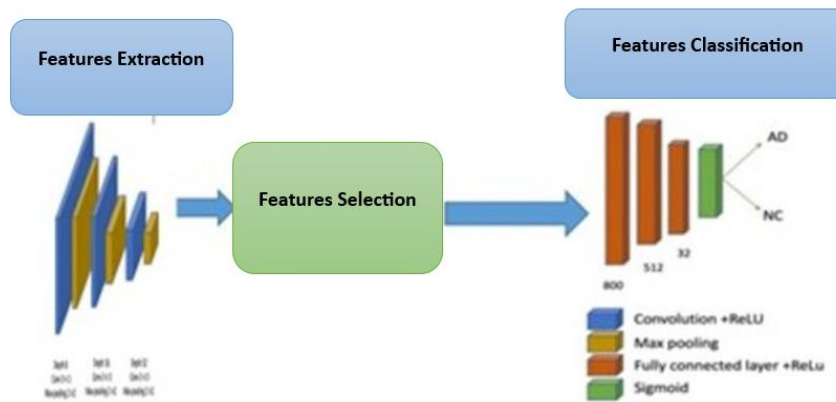 Features Extraction
Features Selection
Features Classification
AD
NC
800
512
32
Convolution +ReLU
Max pooling
Fully connected layer +ReLu
Sigmoid